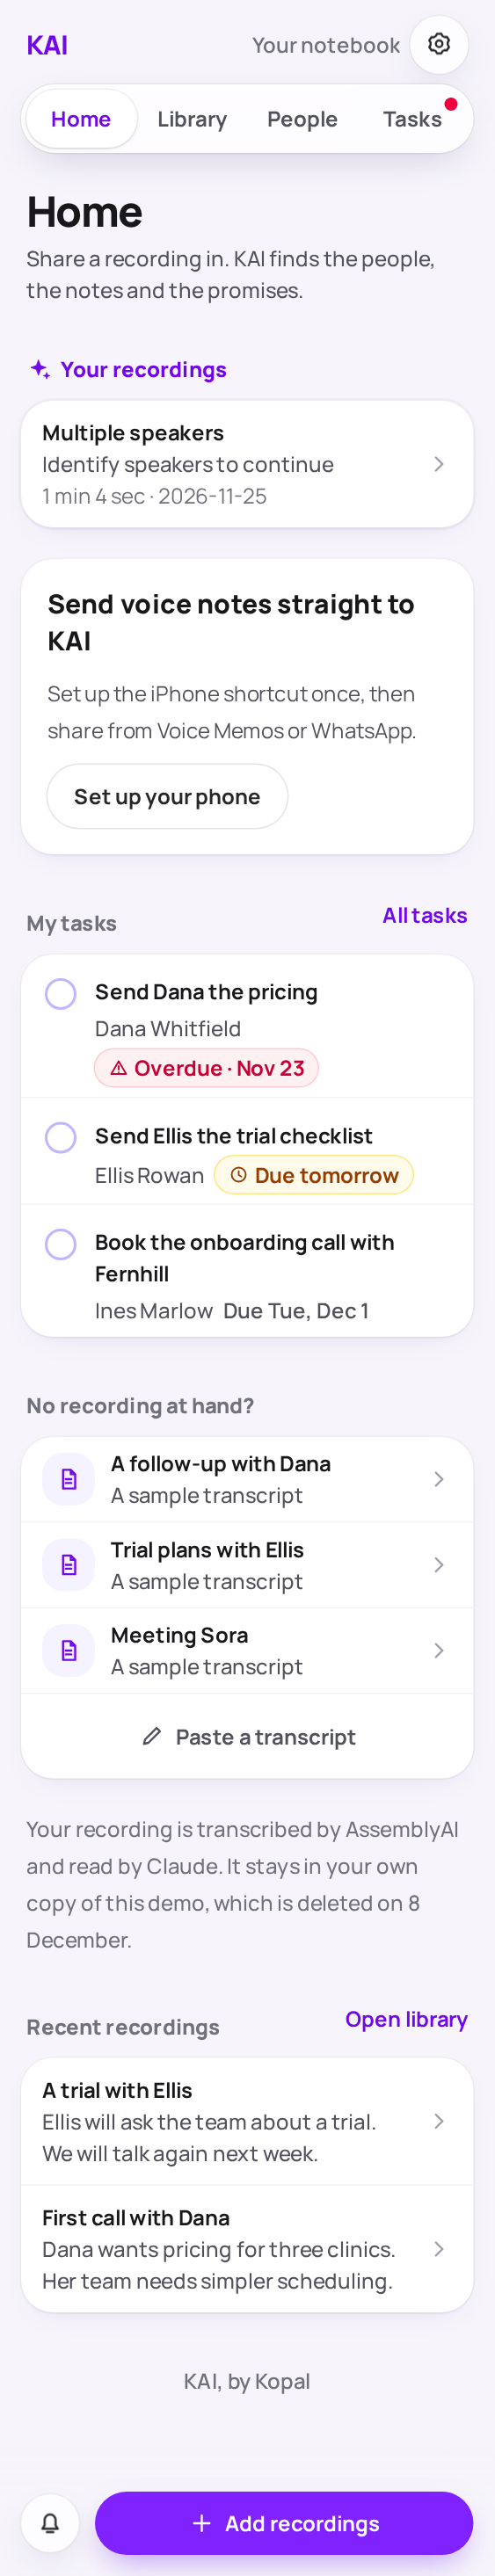 KAI
Your notebook
Home
Library
People
Tasks
Home
Share a recording in. KAI finds the people,
the notes and the promises.
Your recordings
Multiple speakers
Identify speakers to continue
1 min 4 sec · 2026-11-25
Send voice notes straight to
KAI
Set up the iPhone shortcut once, then
share from Voice Memos or WhatsApp.
Set up your phone
My tasks
All tasks
Send Dana the pricing
Dana Whitfield
Overdue · Nov 23
Send Ellis the trial checklist
Ellis Rowan Due tomorrow
Book the onboarding call with
Fernhill
Ines Marlow Due Tue, Dec 1
No recording at hand?
A follow-up with Dana
A sample transcript
Trial plans with Ellis
A sample transcript
Meeting Sora
A sample transcript
Paste a transcript
Your recording is transcribed by AssemblyAI
and read by Claude. It stays in your own
copy of this demo, which is deleted on 8
December.
Recent recordings
Open library
A trial with Ellis
Ellis will ask the team about a trial.
We will talk again next week.
First call with Dana
Dana wants pricing for three clinics.
Her team needs simpler scheduling.
KAI, by Kopal
Add recordings